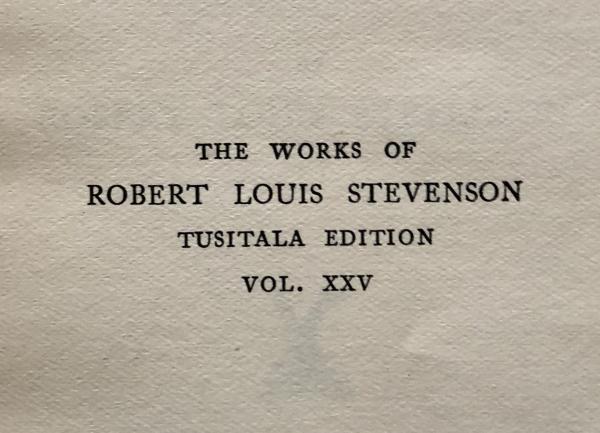 THE WORKS OF
ROBERT LOUIS STEVENSON
TUSITALA EDITION
VOL. XXV